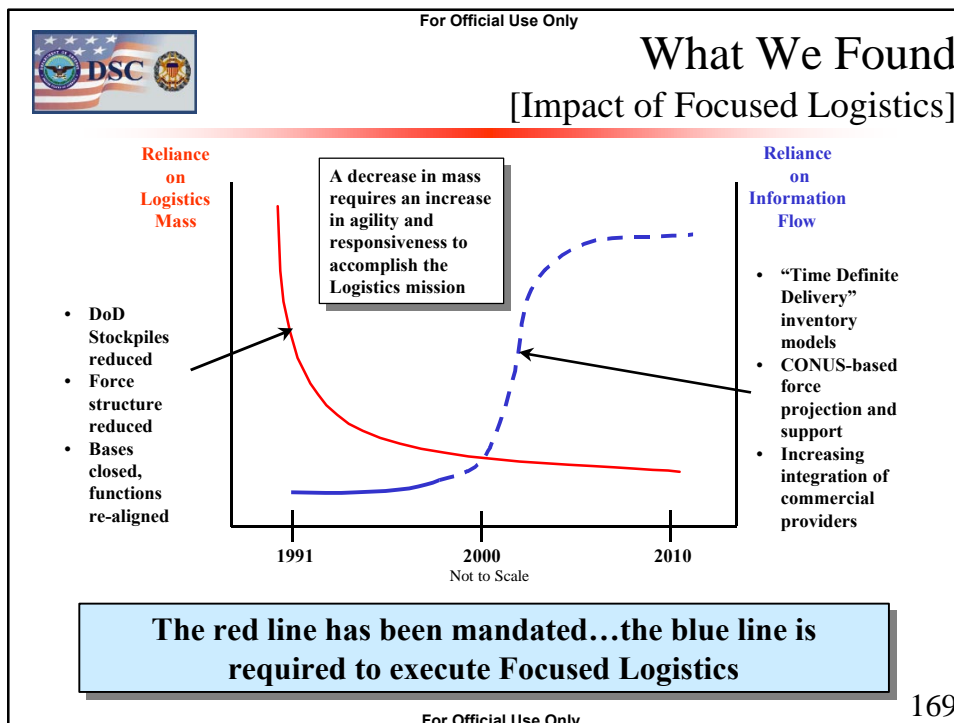 For Official Use Only
DSC
What We Found
[Impact of Focused Logistics]
Reliance
on
Logistics
Mass
A decrease in mass
requires an increase
in agility and
responsiveness to
accomplish the
Logistics mission
Reliance
on
Information
Flow
• DoD
Stockpiles
reduced
• Force
structure
reduced
• Bases
closed,
functions
re-aligned
• “Time Definite
Delivery”
inventory
models
• CONUS-based
force
projection and
support
• Increasing
integration of
commercial
providers
1991
2000
2010
Not to Scale
The red line has been mandated…the blue line is
required to execute Focused Logistics
169
For Official Use Only